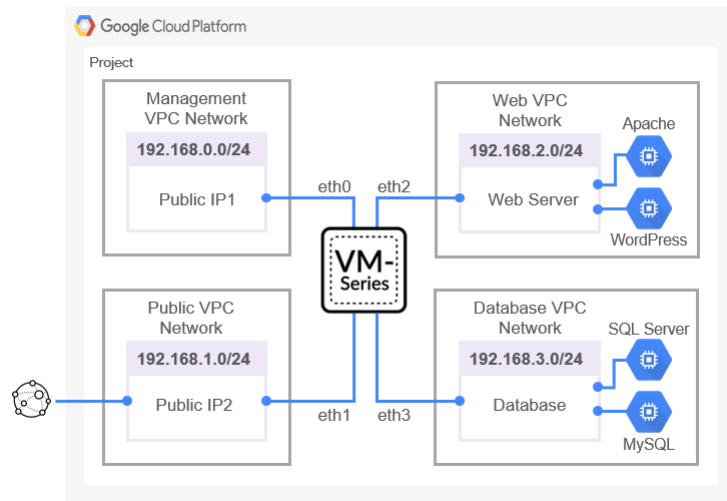 Google Cloud Platform
Project
Management
VPC Network
192.168.0.0/24
Public IP1
eth0
eth2
Web VPC
Network
192.168.2.0/24
Web Server
Apache
WordPress
VM-
Series
Public VPC
Network
192.168.1.0/24
Public IP2
eth1
eth3
Database VPC
Network
192.168.3.0/24
Database
SQL Server
MySQL